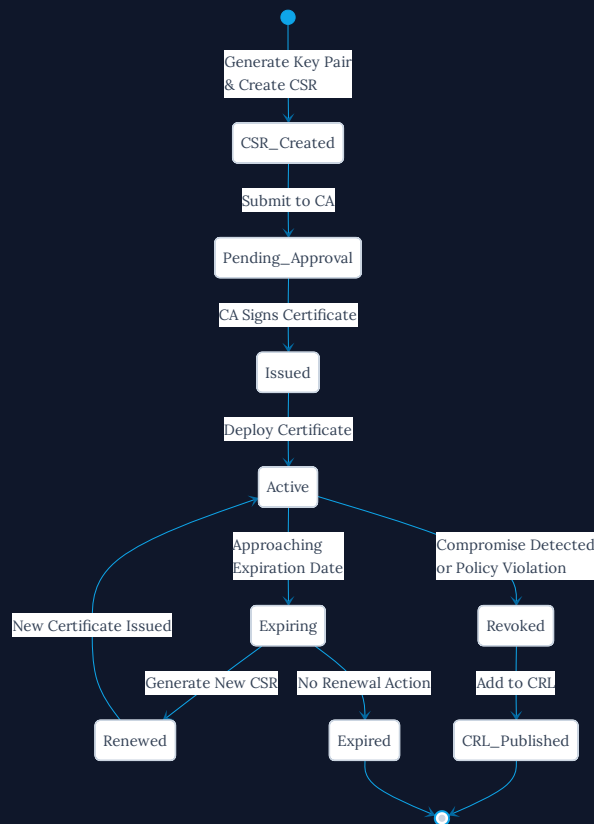 Generate Key Pair
& Create CSR
CSR_Created
Submit to CA
Pending_Approval
CA Signs Certificate
Issued
Deploy Certificate
Active
Approaching
Expiration Date
Compromise Detected
or Policy Violation
New Certificate Issued
Expiring
Revoked
Generate New CSR
No Renewal Action
Add to CRL
Renewed
Expired
CRL_Published